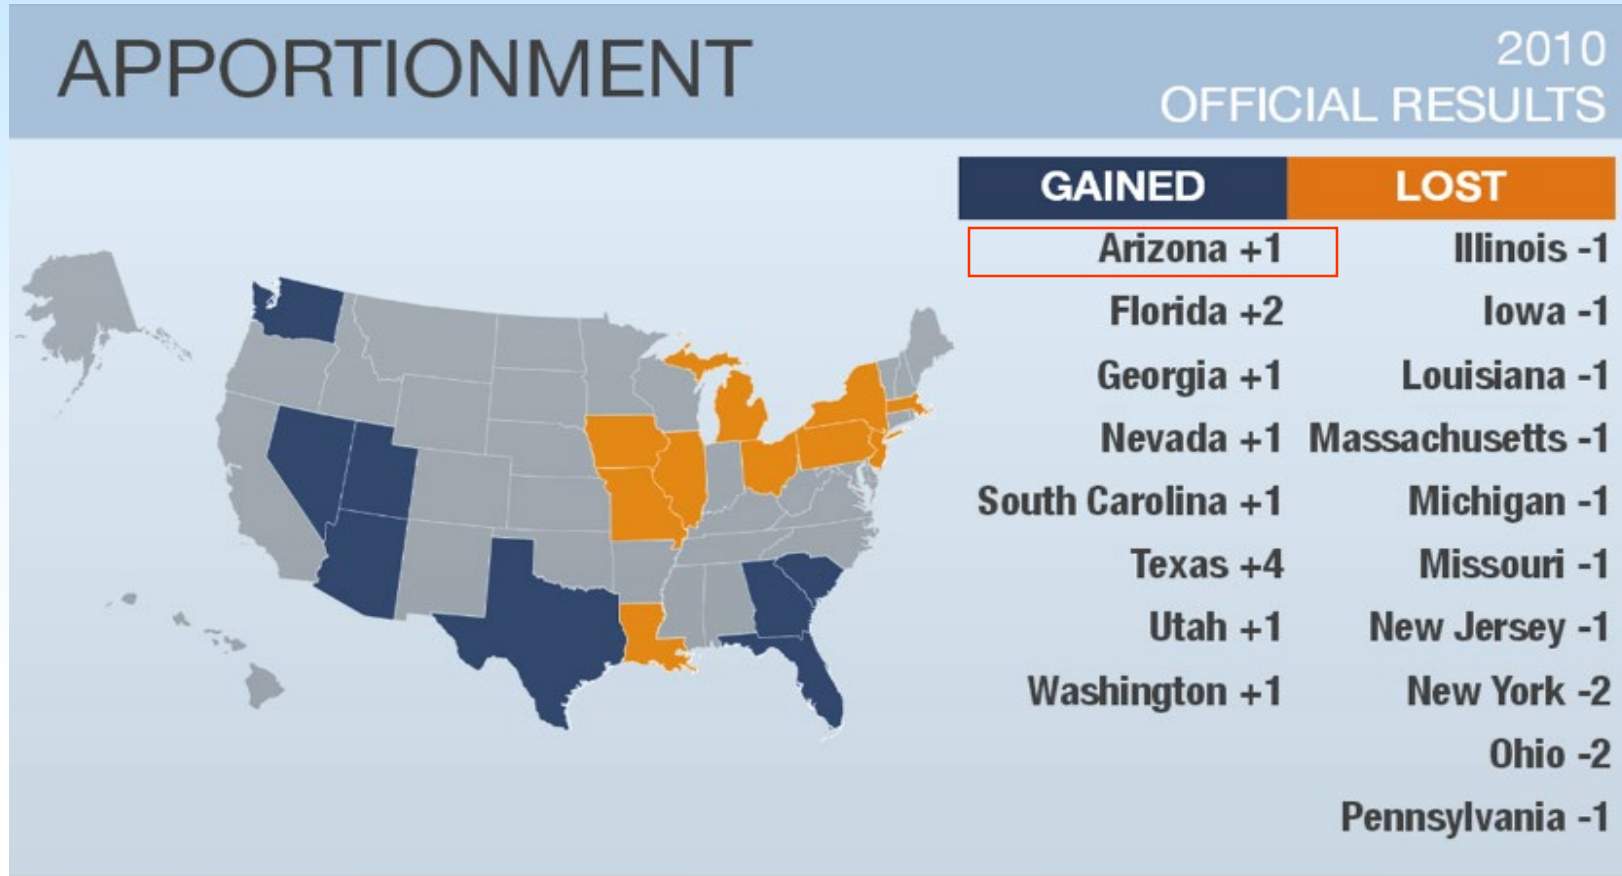 APPORTIONMENT
2010
OFFICIAL RESULTS
GAINED LOST
Arizona +1 Illinois -1
Florida +2 Iowa -1
Georgia +1 Louisiana -1
Nevada +1 Massachusetts -1
South Carolina +1 Michigan -1
Texas +4 Missouri -1
Utah +1 New Jersey -1
Washington +1 New York -2
Ohio -2
Pennsylvania -1